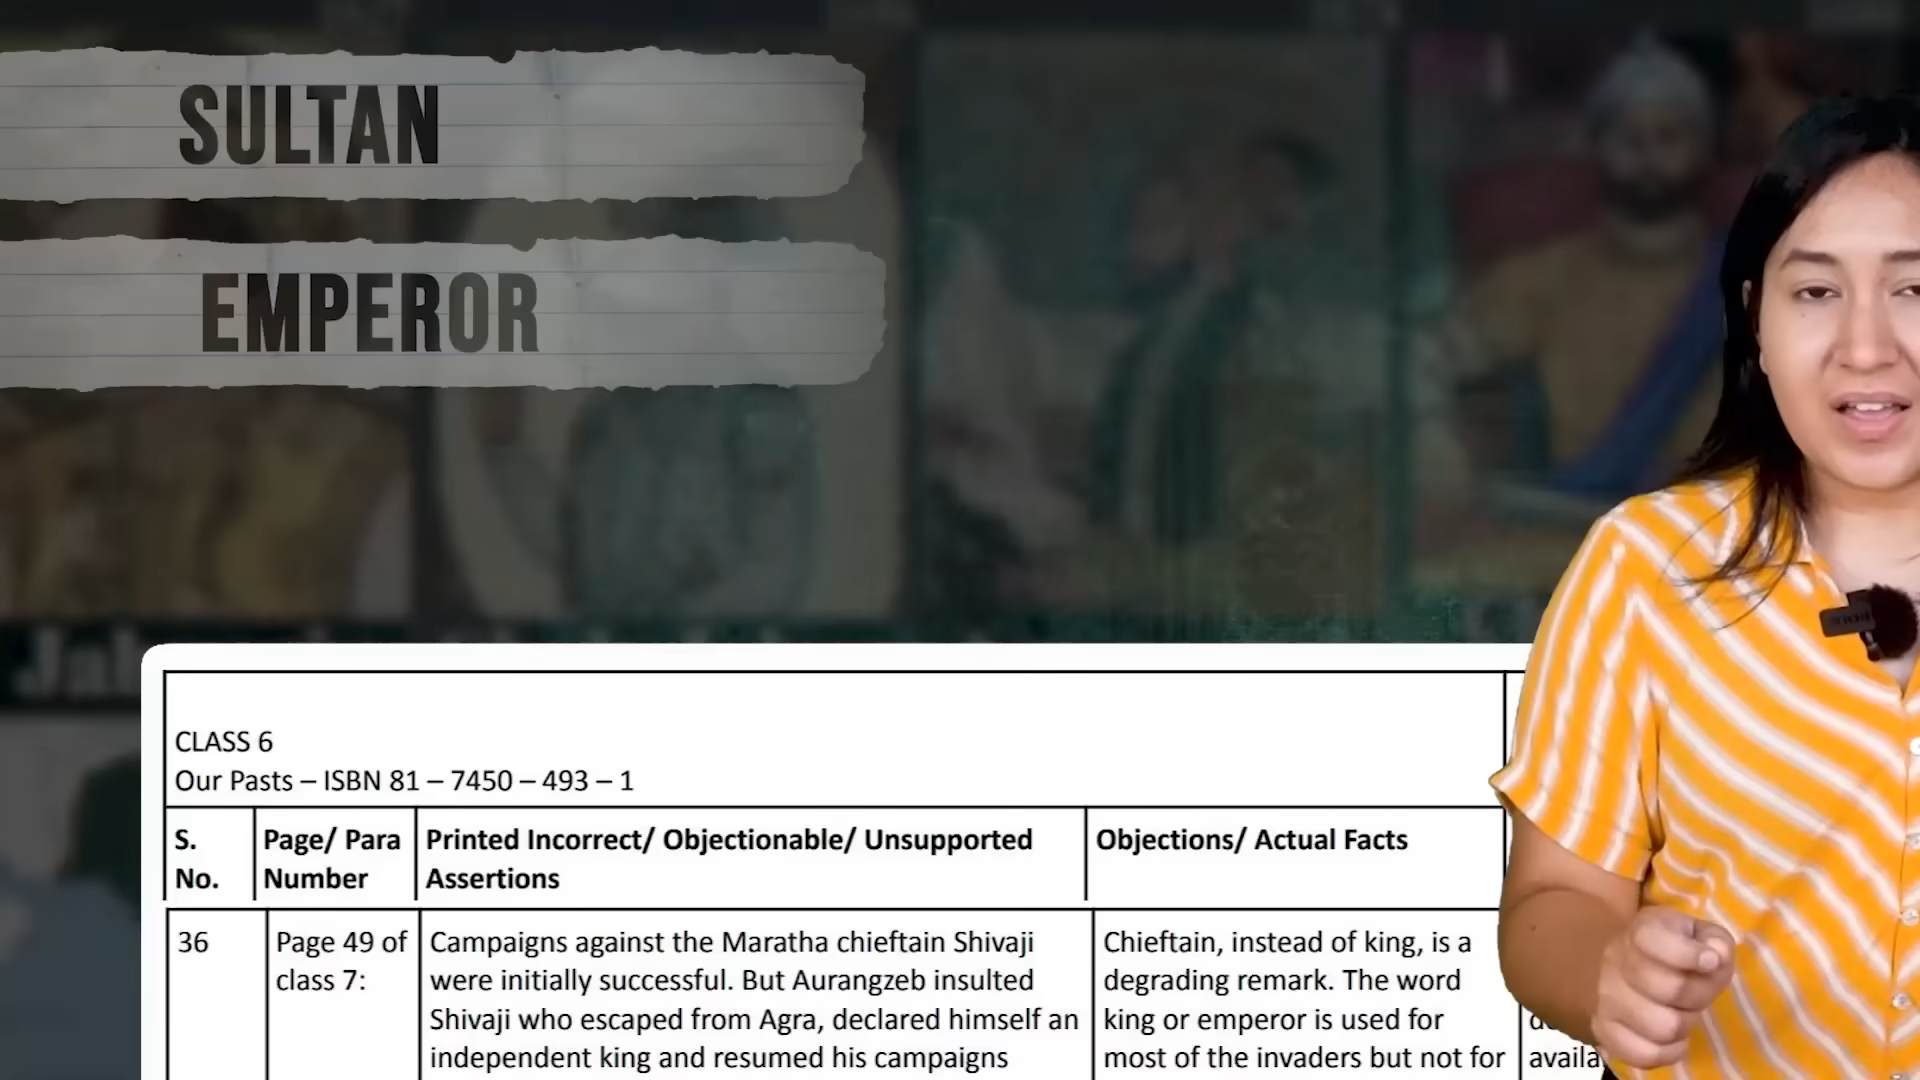 SULTAN
EMPEROR
CLASS 6
Our Pasts – ISBN 81 – 7450 – 493 – 1
S. No.
Page/ Para Number
Printed Incorrect/ Objectionable/ Unsupported Assertions
Objections/ Actual Facts
36
Page 49 of
class 7:
Campaigns against the Maratha chieftain Shivaji
were initially successful. But Aurangzeb insulted
Shivaji who escaped from Agra, declared himself an
independent king and resumed his campaigns
Chieftain, instead of king, is a
degrading remark. The word
king or emperor is used for
most of the invaders but not for